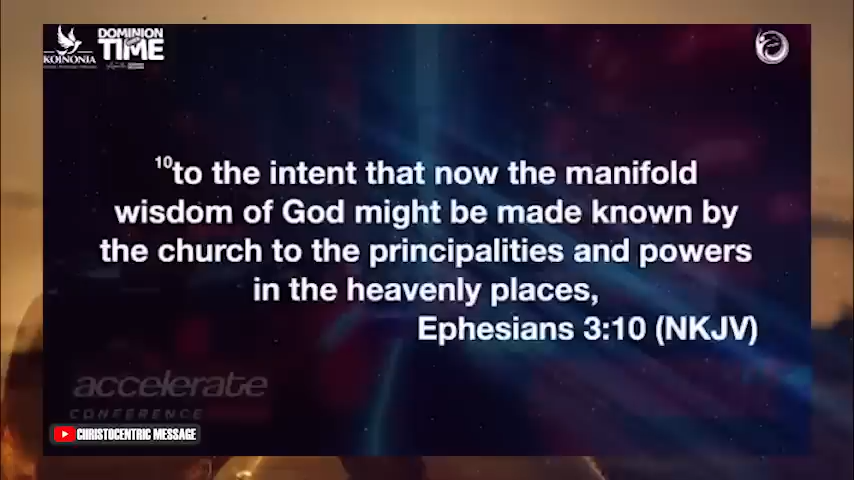 KOINONIA
DOMINION
TIME
10to the intent that now the manifold
wisdom of God might be made known by
the church to the principalities and powers
in the heavenly places,
Ephesians 3:10 (NKJV)
accelerate
CONFERENCE
CHRISTOCENTRIC MESSAGE